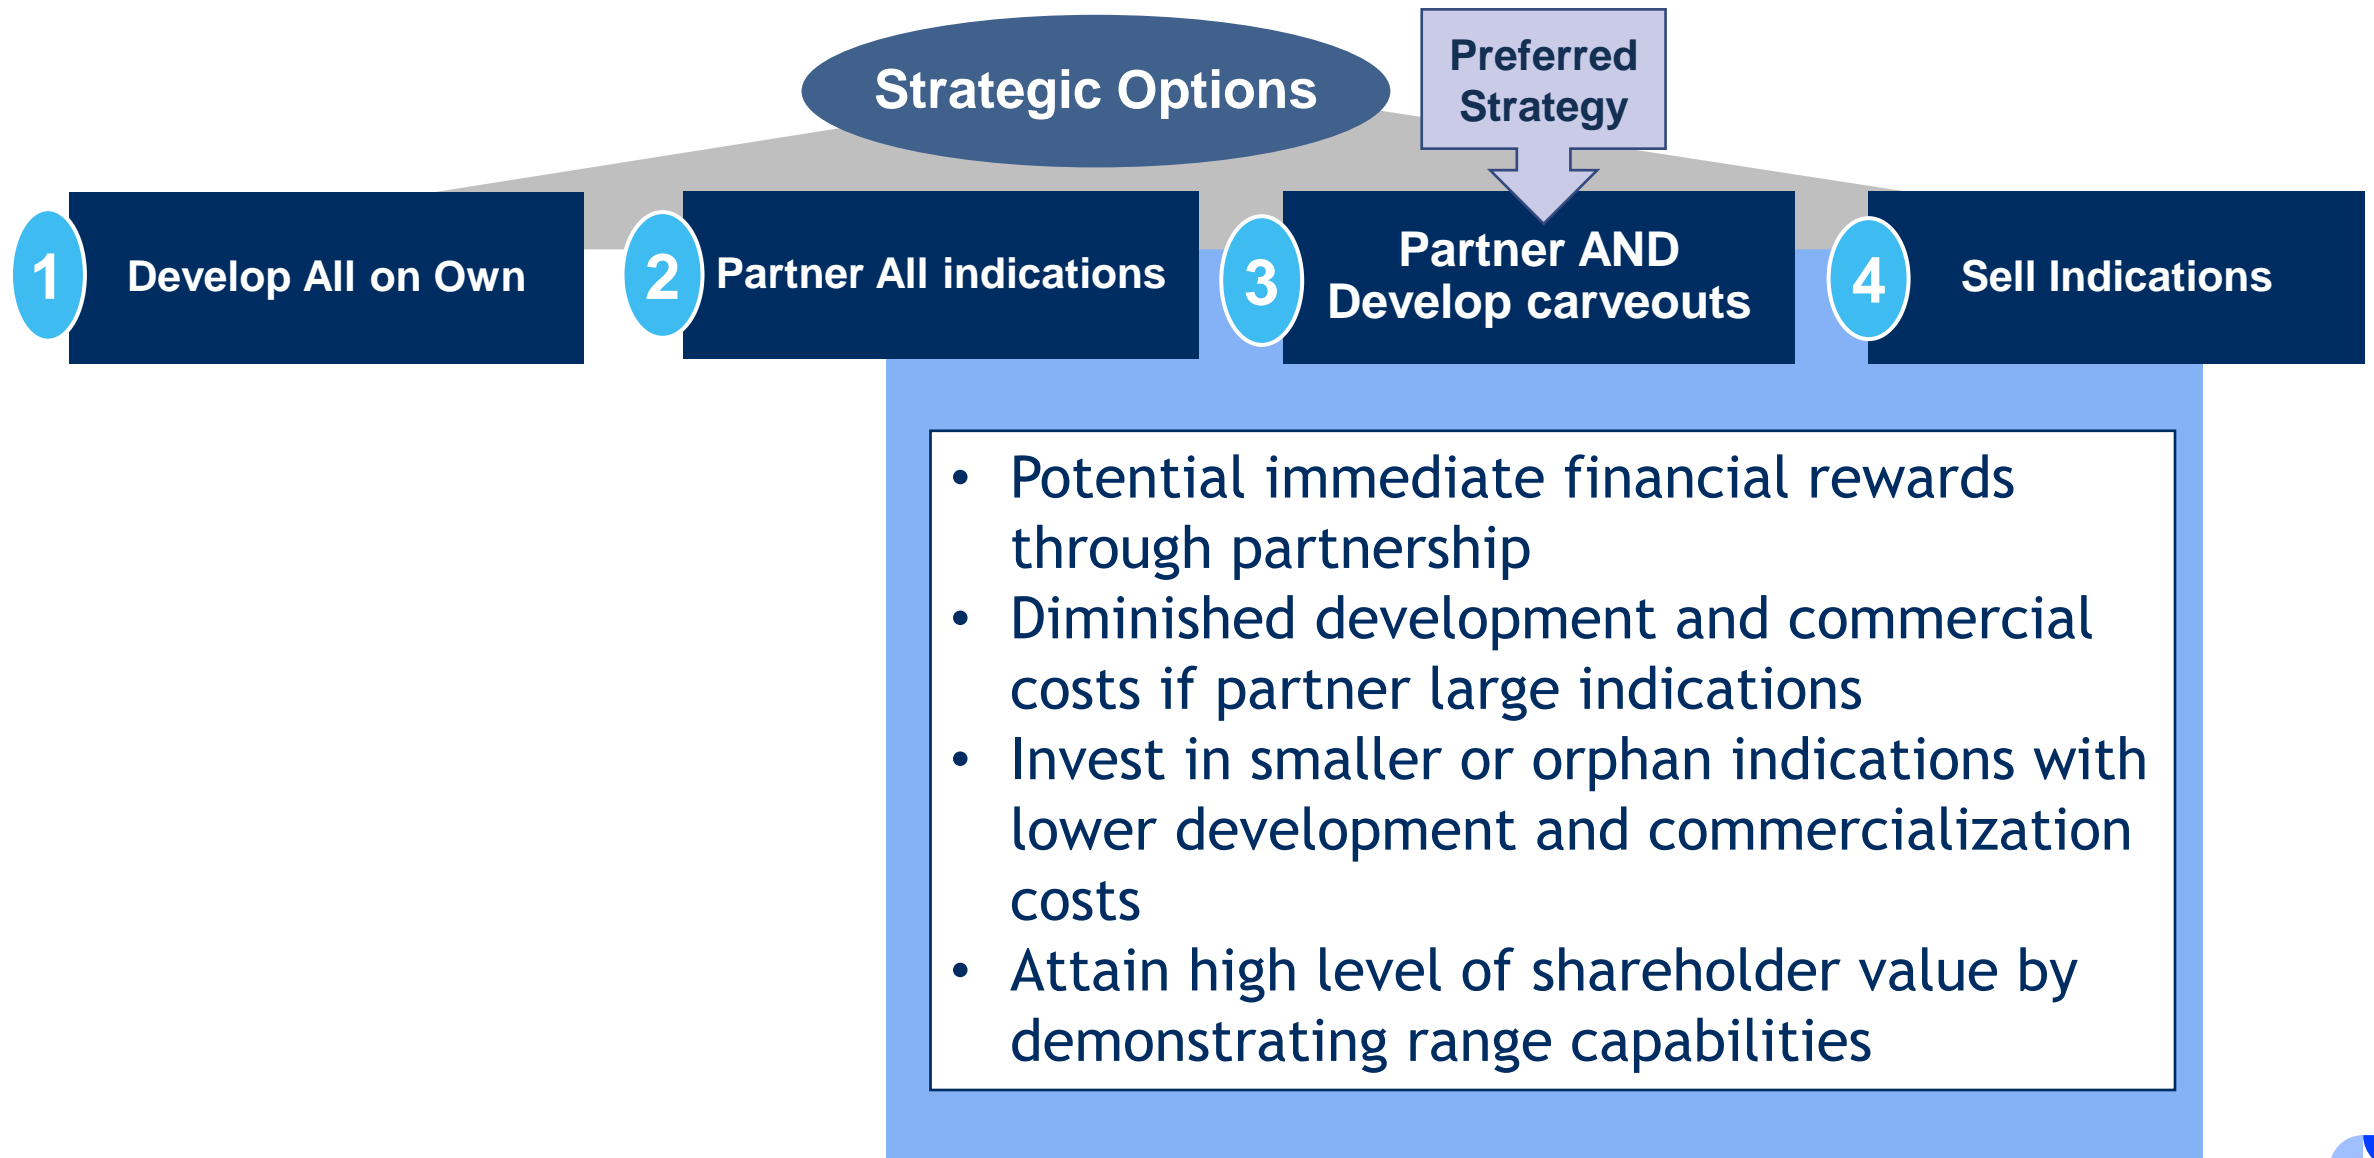 Strategic Options
Preferred
Strategy
1
Develop All on Own
2
Partner All indications
3
Partner AND
Develop carveouts
4
Sell Indications
• Potential immediate financial rewards
through partnership
• Diminished development and commercial
costs if partner large indications
• Invest in smaller or orphan indications with
lower development and commercialization
costs
• Attain high level of shareholder value by
demonstrating range capabilities